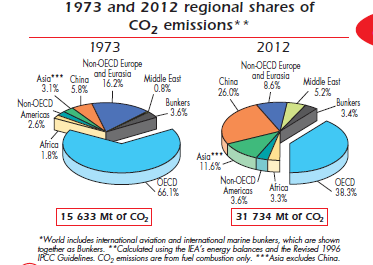 1973 and 2012 regional shares of
CO₂ emissions**
1973
Non-OECD Europe
and Eurasia
16.2%
Asia***
3.1%
China
5.8%
Middle East
0.8%
Bunkers
3.6%
Non-OECD
Americas
2.6%
Africa
1.8%
OECD
66.1%
15 633 Mt of CO₂
2012
Non-OECD Europe
and Eurasia
8.6%
China
26.0%
Middle East
5.2%
Bunkers
3.4%
Asia***
11.6%
Non-OECD
Americas
3.6%
Africa
3.3%
OECD
38.3%
31 734 Mt of CO₂
*World includes international aviation and international marine bunkers, which are shown
together as Bunkers. **Calculated using the IEA's energy balances and the Revised 1996
IPCC Guidelines. CO₂ emissions are from fuel combustion only. ***Asia excludes China.